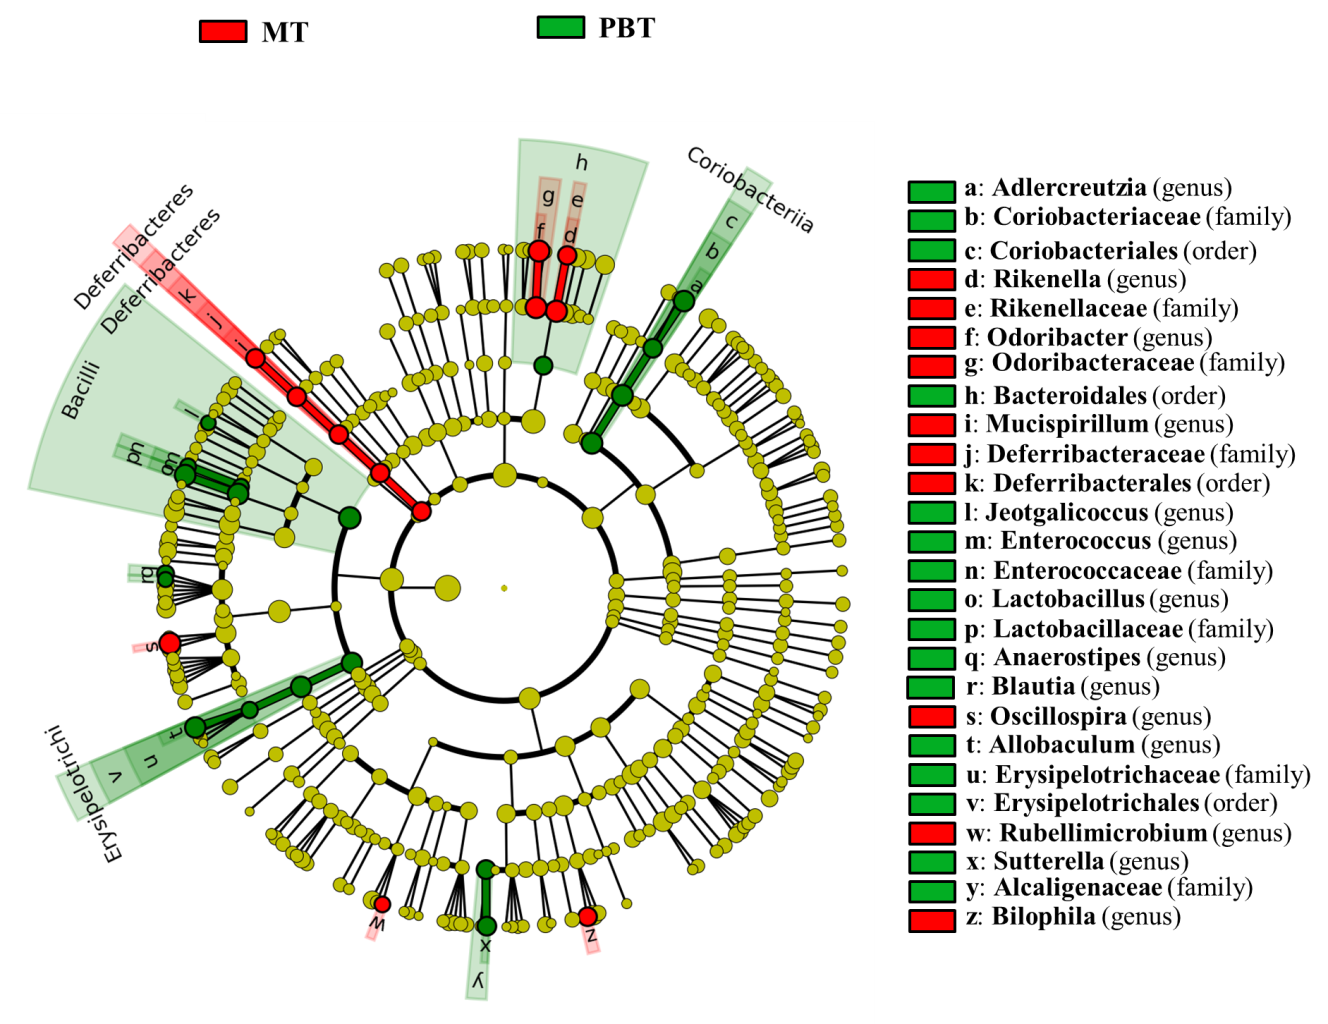 MT
PBT
h
g
e
f
d
Coriobacteriia
c
b
a
Deferribacteres
Deferribacteres
k
j
i
Bacilli
l
n
p
m
o
r
q
s
t
u
v
Erysipelotrichi
w
x
y
z
a: Adlercreutzia (genus)
b: Coriobacteriaceae (family)
c: Coriobacteriales (order)
d: Rikenella (genus)
e: Rikenellaceae (family)
f: Odoribacter (genus)
g: Odoribacteraceae (family)
h: Bacteroidales (order)
i: Mucispirillum (genus)
j: Deferribacteraceae (family)
k: Deferribacterales (order)
l: Jeotgalicoccus (genus)
m: Enterococcus (genus)
n: Enterococcaceae (family)
o: Lactobacillus (genus)
p: Lactobacillaceae (family)
q: Anaerostipes (genus)
r: Blautia (genus)
s: Oscillospira (genus)
t: Allobaculum (genus)
u: Erysipelotrichaceae (family)
v: Erysipelotrichales (order)
w: Rubellimicrobium (genus)
x: Sutterella (genus)
y: Alcaligenaceae (family)
z: Bilophila (genus)